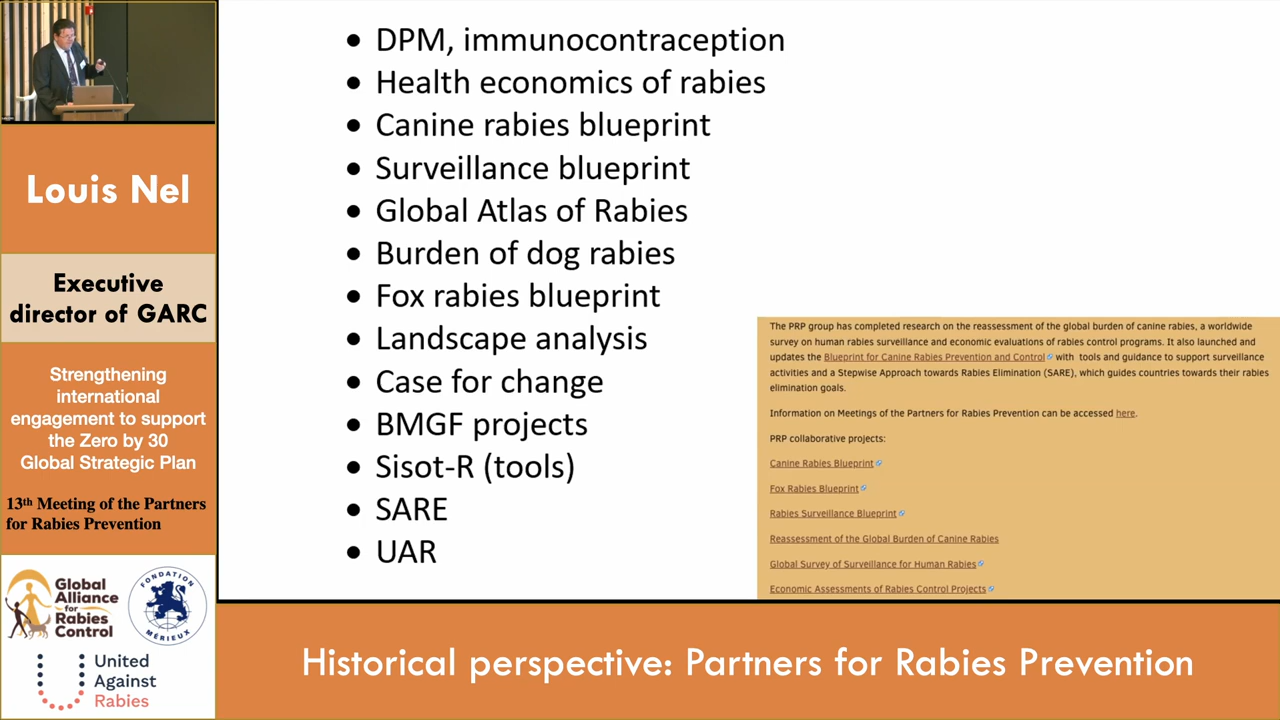 Louis Nel
Executive
director of GARC
Strengthening
international
engagement to support
the Zero by 30
Global Strategic Plan
13th Meeting of the Partners
for Rabies Prevention
Global
Alliance
for
Rabies
Control
FONDATION
MÉRIEUX
United
Against
Rabies
• DPM, immunocontraception
• Health economics of rabies
• Canine rabies blueprint
• Surveillance blueprint
• Global Atlas of Rabies
• Burden of dog rabies
• Fox rabies blueprint
• Landscape analysis
• Case for change
• BMGF projects
• Sisot-R (tools)
• SARE
• UAR
The PRP group has completed research on the reassessment of the global burden of canine rabies, a worldwide
survey on human rabies surveillance and economic evaluations of rabies control programs. It also launched and
updates the Blueprint for Canine Rabies Prevention and Control with tools and guidance to support surveillance
activities and a Stepwise Approach towards Rabies Elimination (SARE), which guides countries towards their rabies
elimination goals.
Information on Meetings of the Partners for Rabies Prevention can be accessed here.
PRP collaborative projects:
Canine Rabies Blueprint
Fox Rabies Blueprint
Rabies Surveillance Blueprint
Reassessment of the Global Burden of Canine Rabies
Global Survey of Surveillance for Human Rabies
Economic Assessments of Rabies Control Projects
Historical perspective: Partners for Rabies Prevention